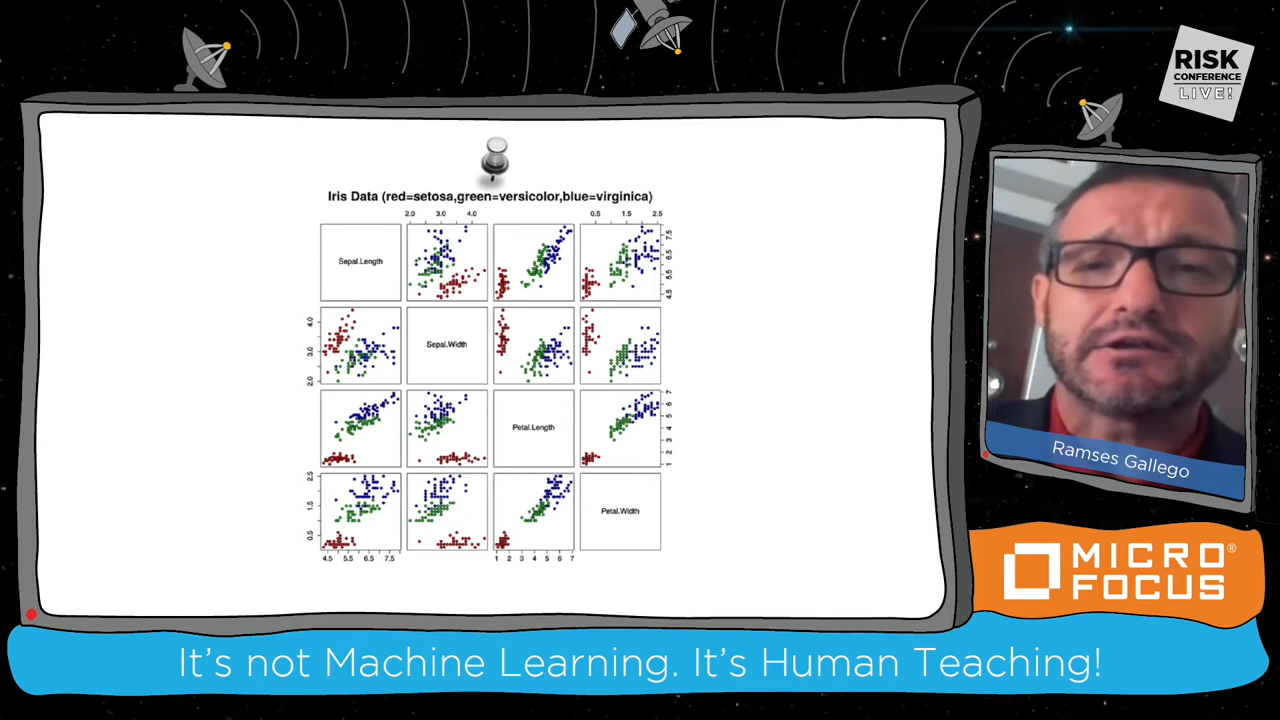 RISK
CONFERENCE
LIVE!
Iris Data (red=setosa,green=versicolor,blue=virginica)
2.0 3.0 4.0
0.5 1.5 2.5
Sepal.Length
4.5 5.5 6.5 7.5
2.0 3.0 4.0
Sepal.Width
Petal.Length
1 2 3 4 5 6 7
0.5 1.5 2.5
Petal.Width
4.5 5.5 6.5 7.5
1 2 3 4 5 6 7
Ramses Gallego
MICRO
FOCUS®
It's not Machine Learning. It's Human Teaching!